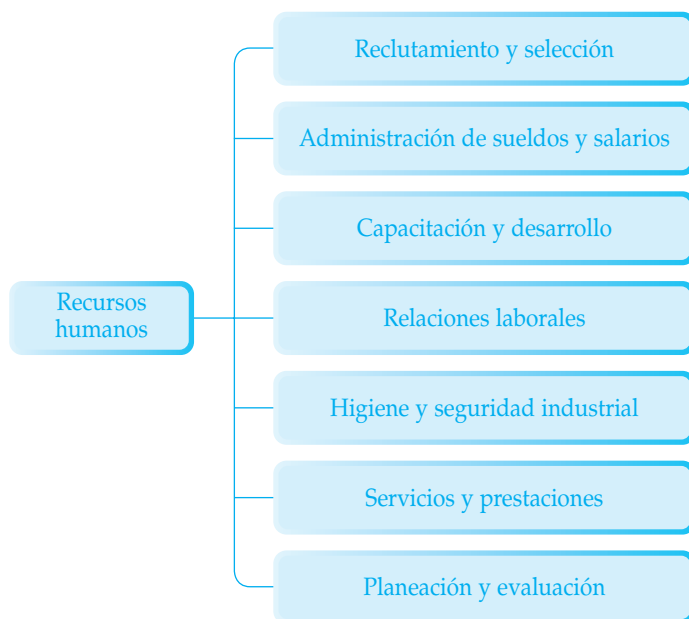 Reclutamiento y selección
Administración de sueldos y salarios
Capacitación y desarrollo
Recursos
humanos
Relaciones laborales
Higiene y seguridad industrial
Servicios y prestaciones
Planeación y evaluación